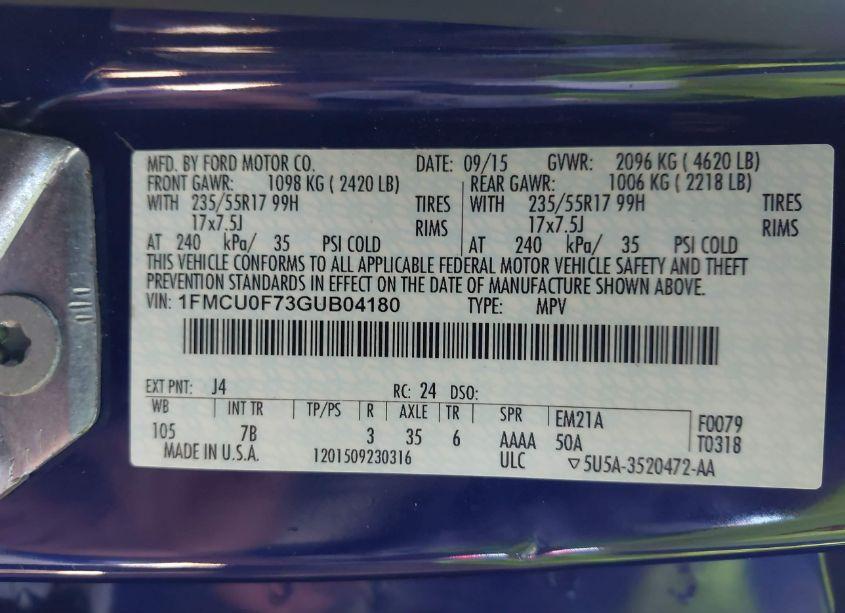 MFD. BY FORD MOTOR CO. DATE: 09/15 GVWR: 2096 KG ( 4620 LB)
FRONT GAWR: 1098 KG ( 2420 LB) REAR GAWR: 1006 KG ( 2218 LB)
WITH 235/55R17 99H TIRES WITH 235/55R17 99H TIRES
17x7.5J RIMS 17x7.5J RIMS
AT 240 kPa/ 35 PSI COLD AT 240 kPa/ 35 PSI COLD
THIS VEHICLE CONFORMS TO ALL APPLICABLE FEDERAL MOTOR VEHICLE SAFETY AND THEFT
PREVENTION STANDARDS IN EFFECT ON THE DATE OF MANUFACTURE SHOWN ABOVE.
VIN: 1FMCU0F73GUB04180 TYPE: MPV
EXT PNT: J4 RC: 24 DSO:
WB INT TR TP/PS R AXLE TR SPR EM21A F0079
105 7B 3 35 6 AAAA 50A T0318
MADE IN U.S.A. 1201509230316 ULC ▽5U5A-3520472-AA